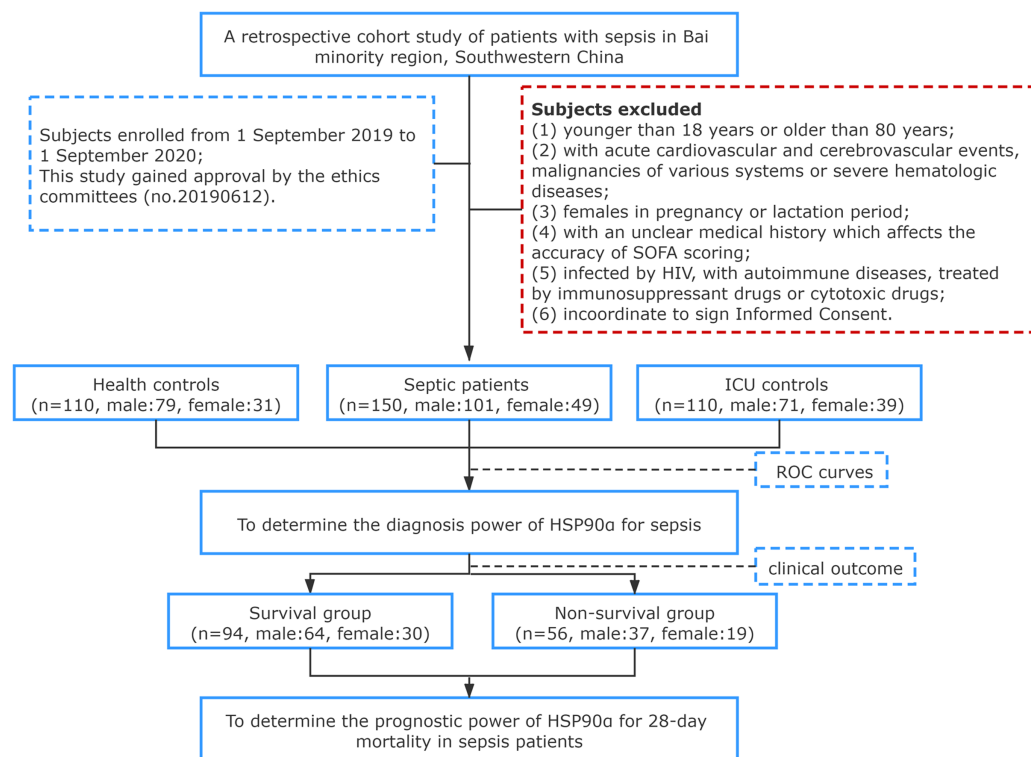 A retrospective cohort study of patients with sepsis in Bai
minority region, Southwestern China
Subjects enrolled from 1 September 2019 to
1 September 2020;
This study gained approval by the ethics
committees (no.20190612).
Subjects excluded
(1) younger than 18 years or older than 80 years;
(2) with acute cardiovascular and cerebrovascular events,
malignancies of various systems or severe hematologic
diseases;
(3) females in pregnancy or lactation period;
(4) with an unclear medical history which affects the
accuracy of SOFA scoring;
(5) infected by HIV, with autoimmune diseases, treated
by immunosuppressant drugs or cytotoxic drugs;
(6) incoordinate to sign Informed Consent.
Health controls
(n=110, male:79, female:31)
Septic patients
(n=150, male:101, female:49)
ICU controls
(n=110, male:71, female:39)
ROC curves
To determine the diagnosis power of HSP90α for sepsis
clinical outcome
Survival group
(n=94, male:64, female:30)
Non-survival group
(n=56, male:37, female:19)
To determine the prognostic power of HSP90α for 28-day
mortality in sepsis patients